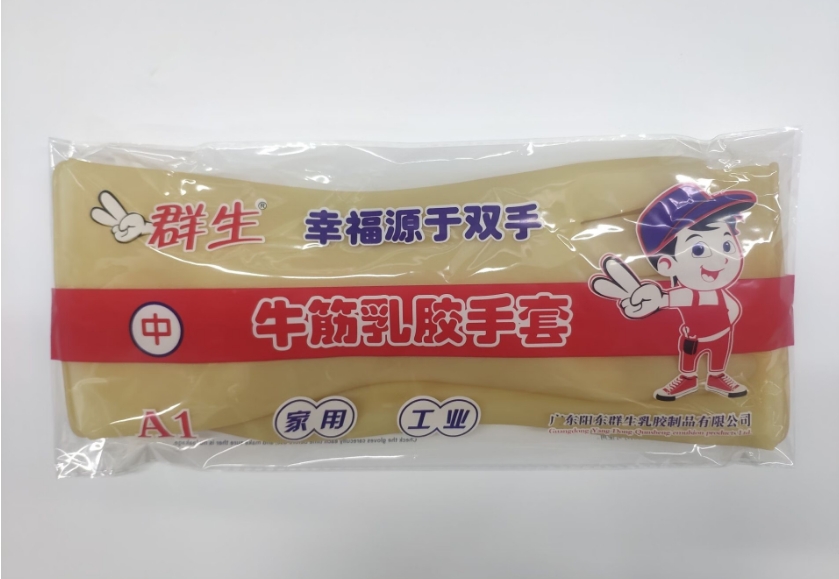 群生®
幸福源于双手
中
牛筋乳胶手套
A1
家用
工业
广东阳东群生乳胶制品有限公司